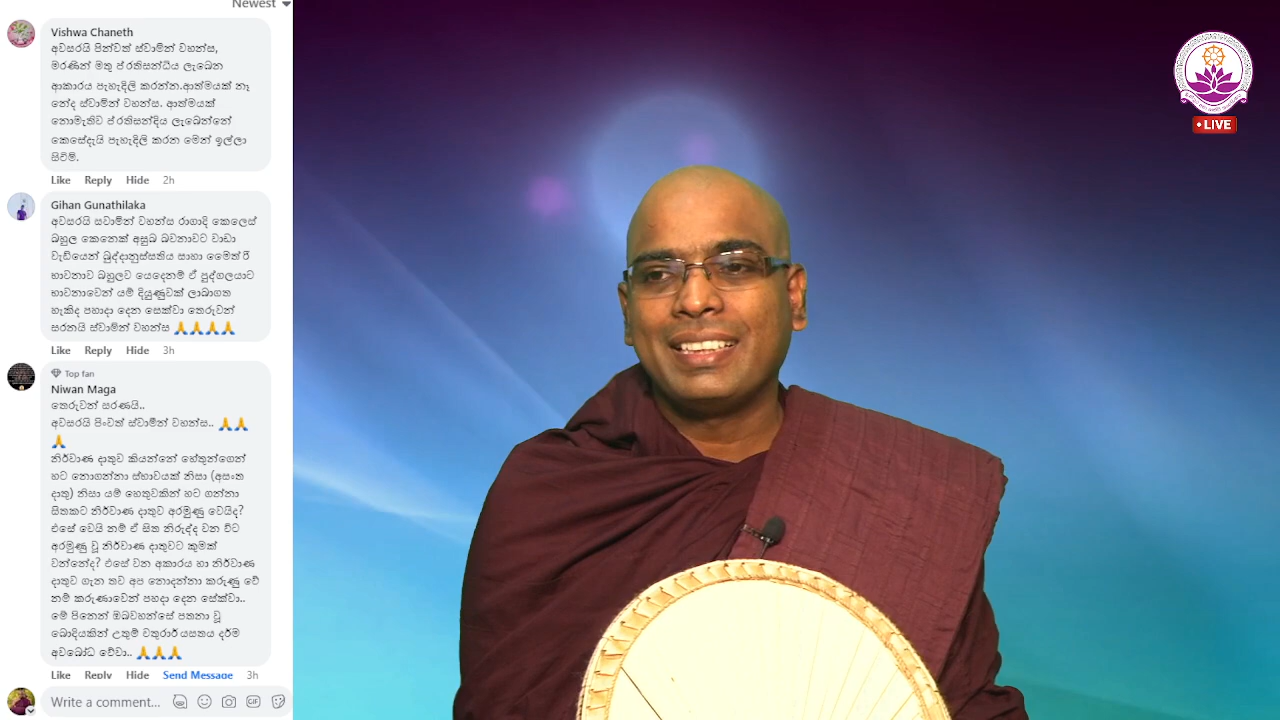 Newest
Vishwa Chaneth
අවසරයි පින්වත් ස්වාමින් වහන්ස,
මරණින් මතු ප්‍රතිසන්ධිය ලැබෙන
ආකාරය පැහැදිලි කරන්න.ආත්මයක් නෑ
නේද ස්වාමින් වහන්ස. ආත්මයක්
නොමැතිව ප්‍රතිසන්දිය ලැබෙන්නේ
කෙසේදැයි පැහැදිලි කරන මෙන් ඉල්ලා
සිටිමි.
Like Reply Hide 2h
Gihan Gunathilaka
අවසරයි සවාමින් වහන්ස රාගාදි කෙලෙස්
බහුල කෙනෙක් අසුබ බවනාවට වාඩා
වැඩියෙන් බුද්දානුස්සතිය සාහා මෛත්‍රී
භාවනාව බහුලව යෙදෙනම් ඒ පුද්ගලයාට
භාවනාවෙන් යම් දියුණුවක් ලාබාගත
හැකිද පහාදා දෙන සෙක්වා තෙරුවන්
සරනයි ස්වාමින් වහන්ස 🙏🙏🙏🙏
Like Reply Hide 3h
Top fan
Niwan Maga
තෙරුවන් සරණයි..
අවසරයි පිංවත් ස්වාමීන් වහන්ස.. 🙏🙏
🙏
නිර්වාණ දාතුව කියන්නේ හේතුන්ගෙන්
හට නොගන්නා ස්භාවයක් නිසා (අසංත
දාතු) නිසා යම් හෙතුවකින් හට ගන්නා
සිතකට නිර්වාණ දාතුව අරමුණු වෙයිද?
එසේ වෙයි නම් ඒ සික නිරුද්ද වන විට
අරමුණු වූ නිර්වාණ දාතුවට කුමක්
වන්නේද? එසේ වන අකාරය හා නිර්වාණ
දාතුව ගැන තව අප නොදන්නා කරුණු වේ
නම් කරුණාවෙන් පහදා දෙන සේක්වා..
මේ පිනෙන් ඔබවහන්සේ පතනා වූ
බොදියකින් උතුම් චතුරාර්‍යසත​ය දර්ම
අවබෝධ වේවා.. 🙏🙏🙏
Like Reply Hide Send Message 3h
Write a comment...
GIF
LIVE